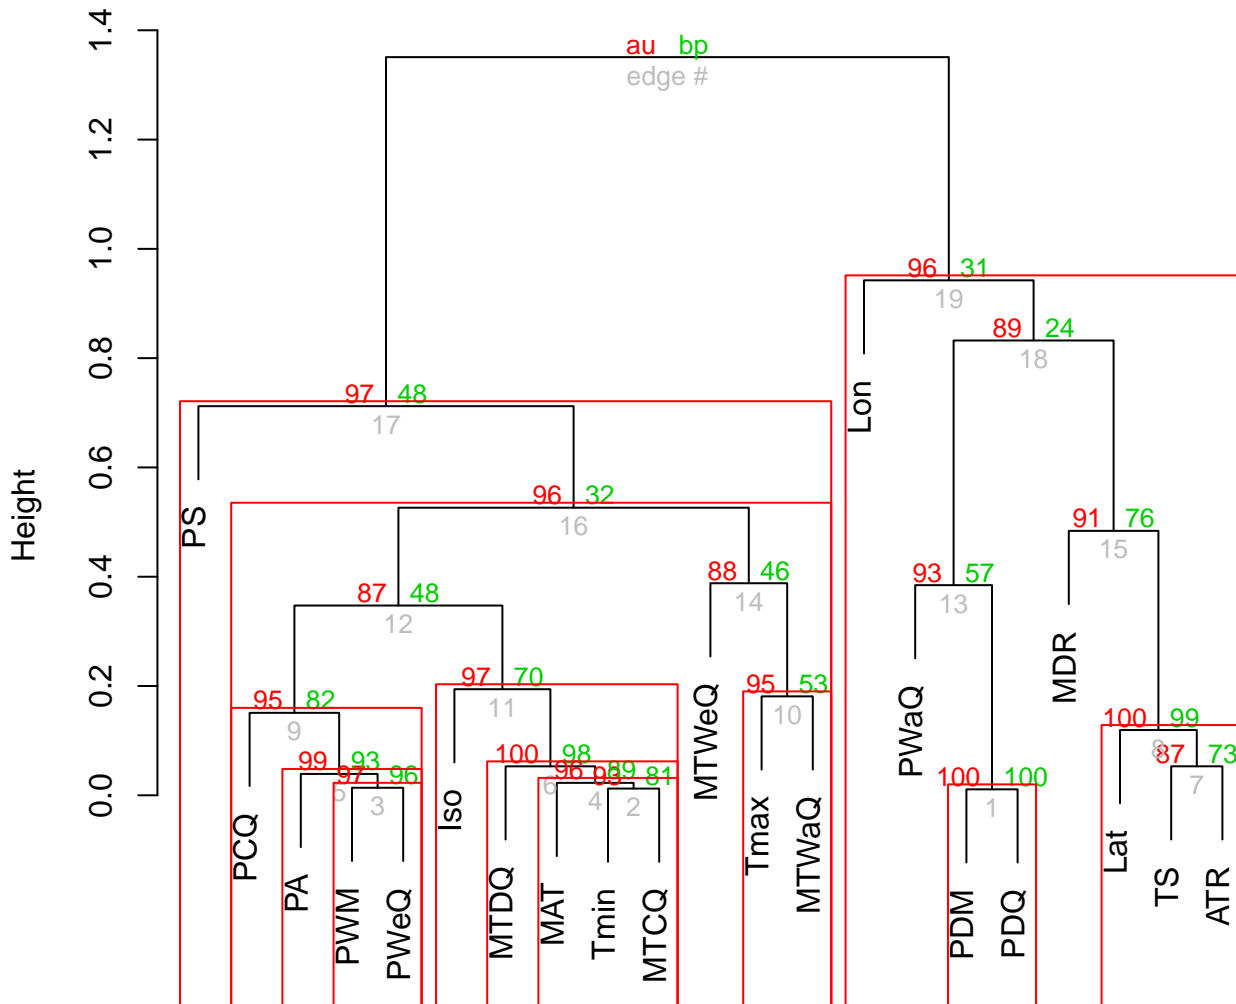 1.4
au bp
edge #
1.2
1.0
96 31
19
89 24
18
0.8
97 48
17
Lon
0.6
Height
PS
96 32
16
91 76
15
0.4
88 46
14
93 57
13
87 48
12
MDR
0.2
97 70
11
95 53
10
MTWeQ
PWaQ
95 82
9
100 99
8
87 73
7
100 98
6
99 93
5
96 89
4
97 96
3
93 81
2
100 100
1
0.0
PCQ
PA
PWM
PWeQ
Iso
MTDQ
MAT
Tmin
MTCQ
Tmax
MTWaQ
PDM
PDQ
Lat
TS
ATR